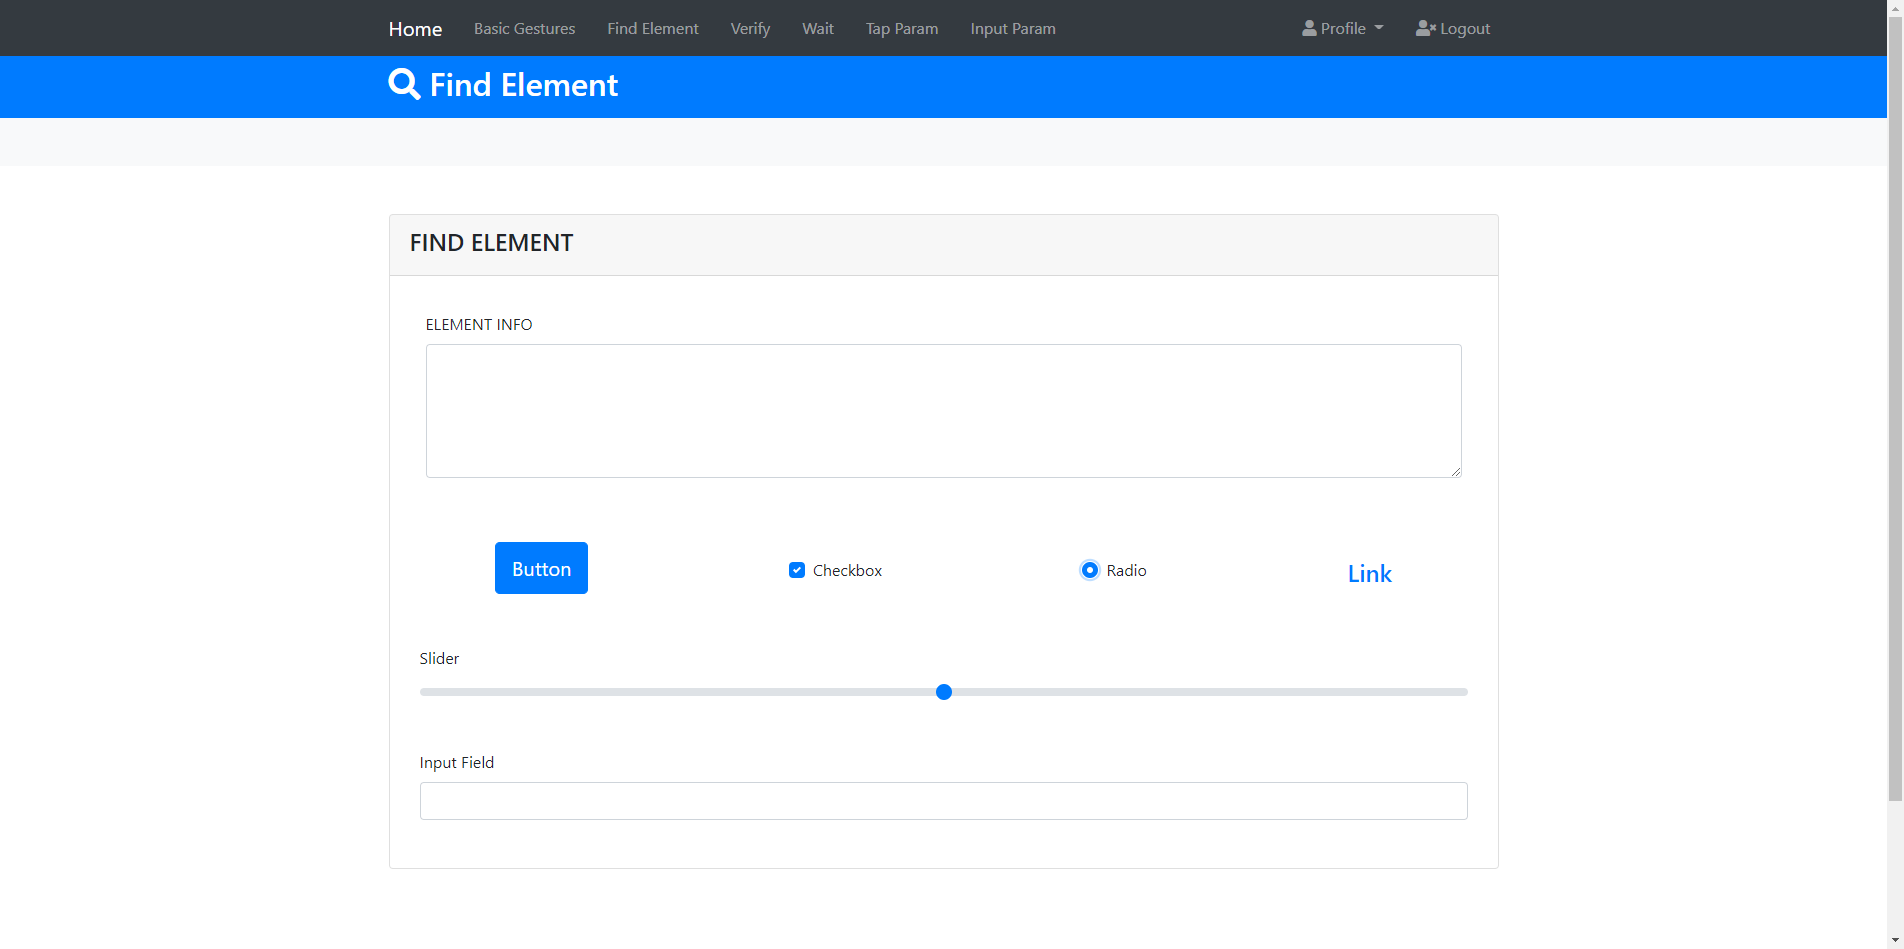 Home Basic Gestures Find Element Verify Wait Tap Param Input Param Profile Logout
Find Element
FIND ELEMENT
ELEMENT INFO
Button Checkbox Radio Link
Slider
Input Field